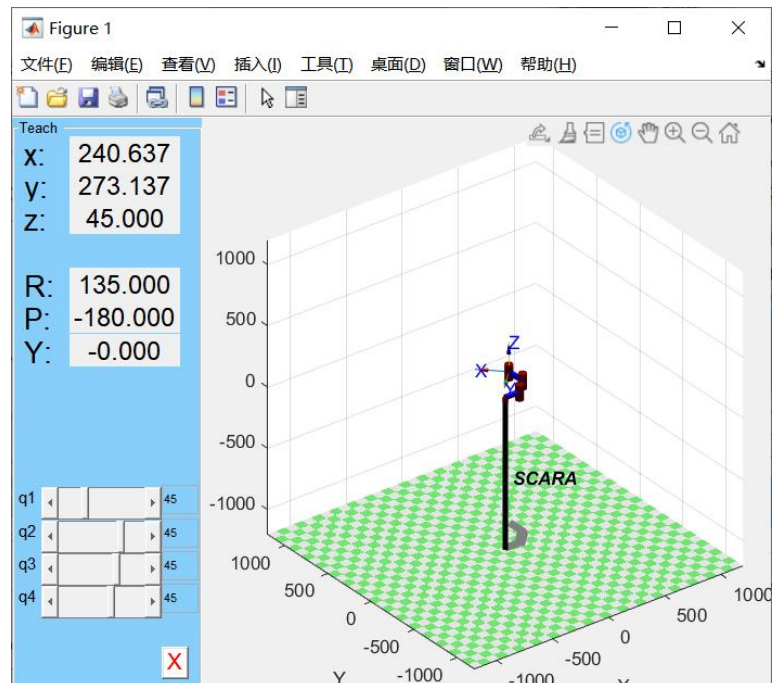 Figure 1
文件(F) 编辑(E) 查看(V) 插入(I) 工具(T) 桌面(D) 窗口(W) 帮助(H)
Teach
x: 240.637
y: 273.137
z: 45.000
R: 135.000
P: -180.000
Y: -0.000
q1 45
q2 45
q3 45
q4 45
X
1000
500
0
-500
-1000
Z
X
Y
SCARA
1000
500
0
-500
-1000
Y
1000
500
0
-500
-1000